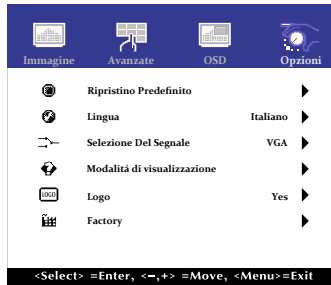 Immagine Avanzate OSD Opzioni
Ripristino Predefinito
Lingua Italiano
Selezione Del Segnale VGA
Modalitá di visualizzazione
LOGO Logo Yes
Factory
<Select> =Enter, <−,+> =Move, <Menu>=Exit